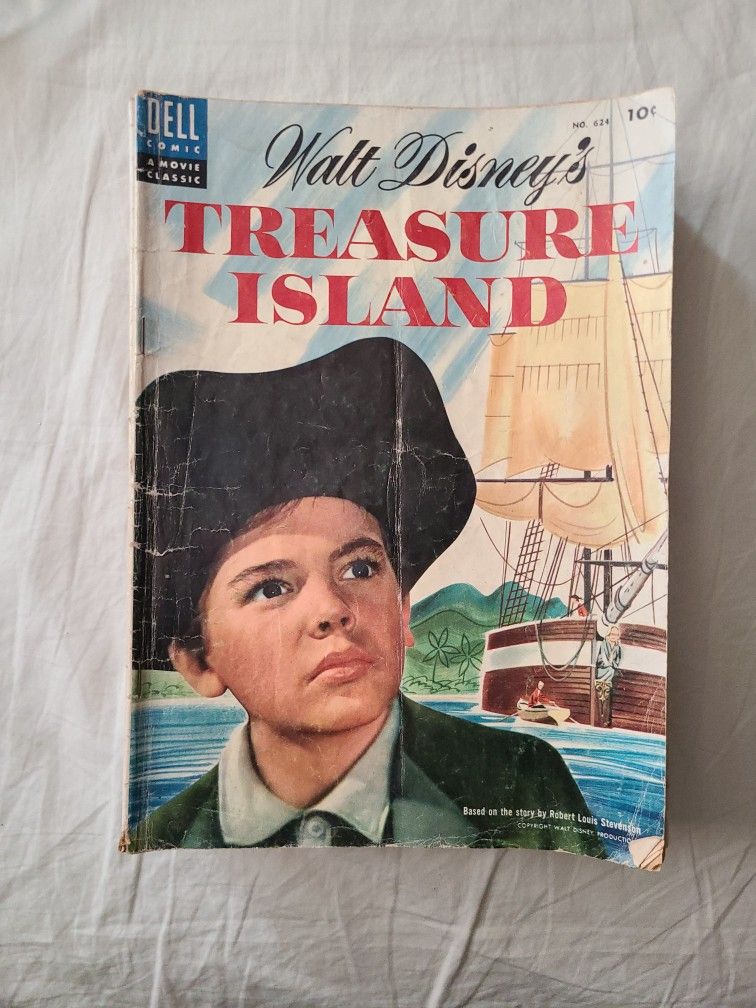 DELL
COMIC
A MOVIE
CLASSIC
NO. 624 10¢
Walt Disney's
TREASURE
ISLAND
Based on the story by Robert Louis Stevenson
COPYRIGHT WALT DISNEY PRODUCTIO